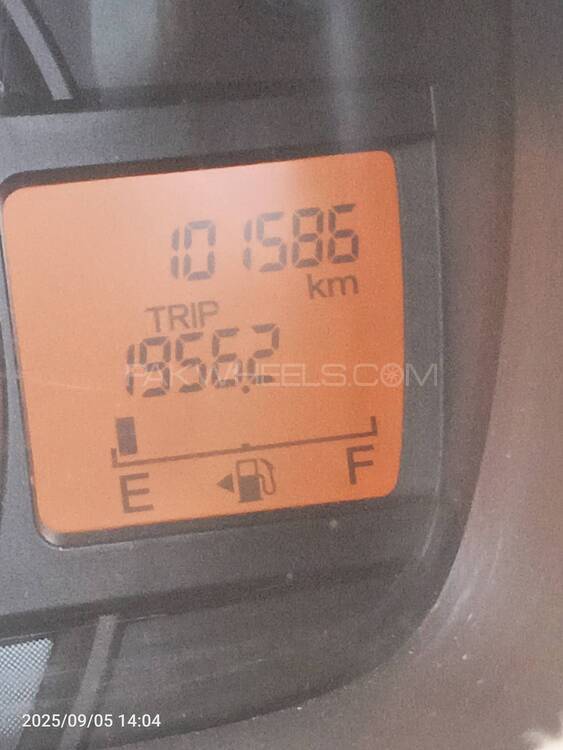 101586
km
TRIP
1956.2
PAKWHEELS.COM
E F
2025/09/05 14:04